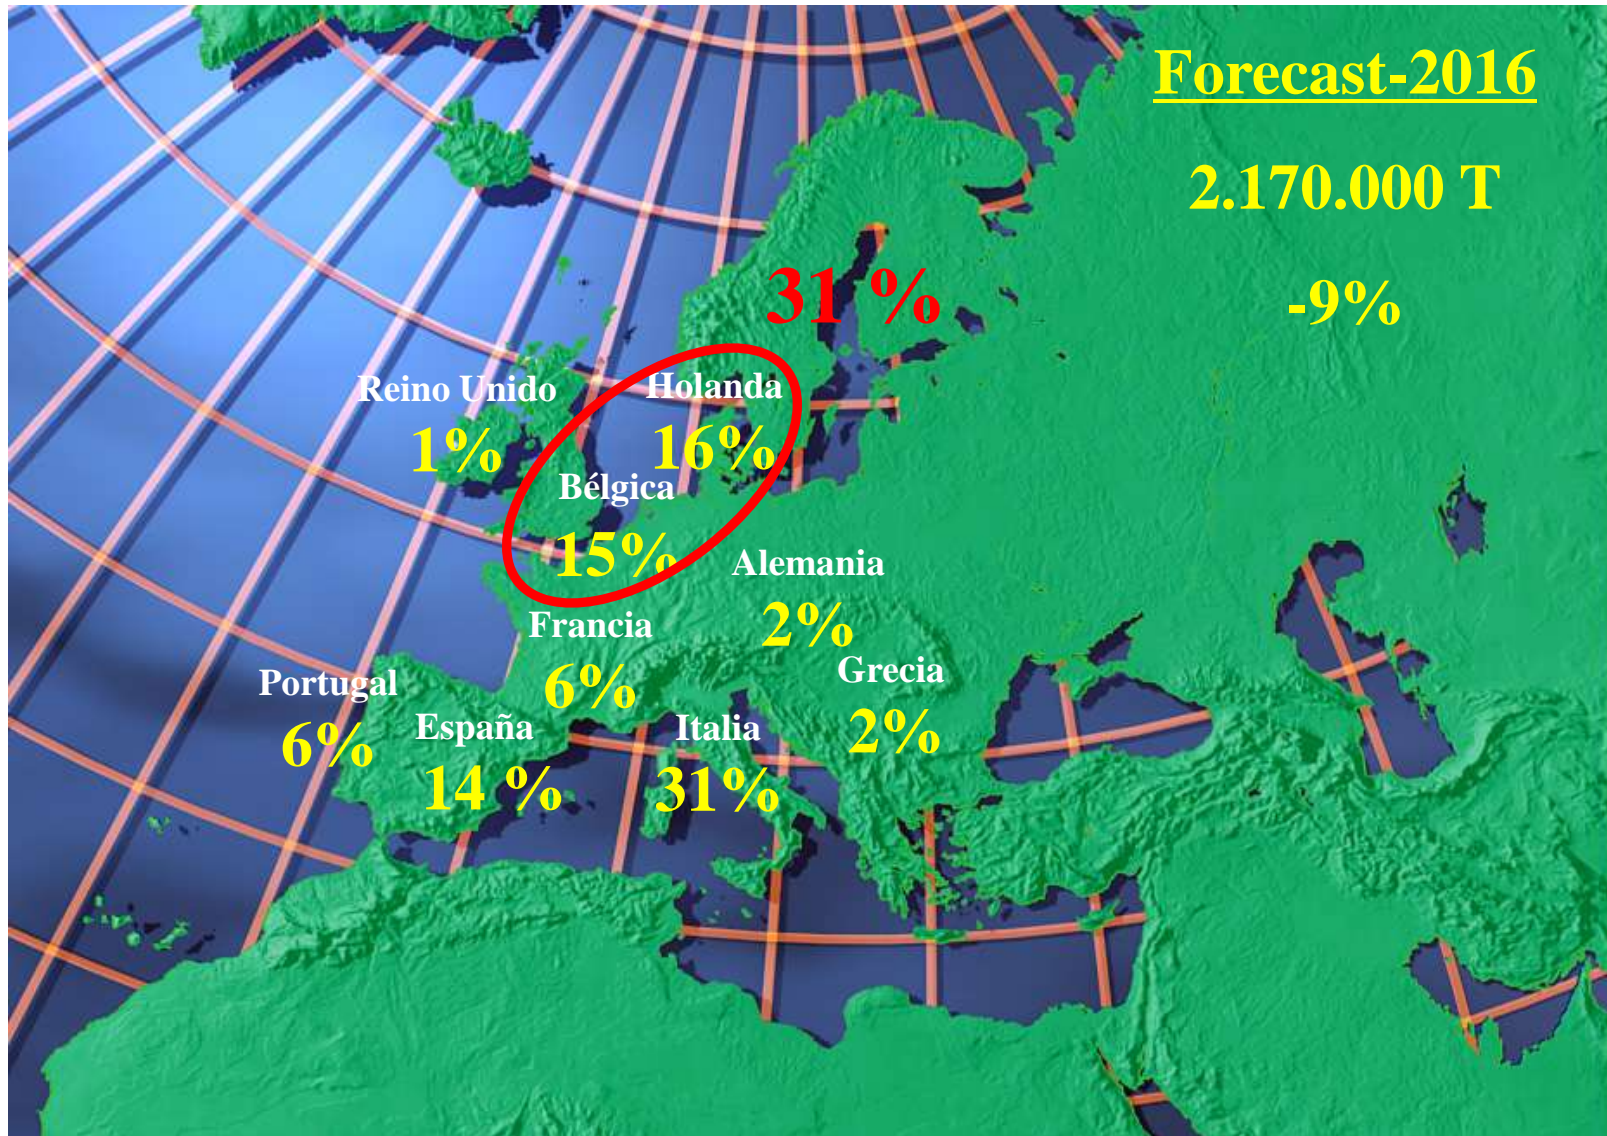 Forecast-2016
2.170.000 T
-9%
31 %
Reino Unido
1%
Holanda
16%
Bélgica
15%
Alemania
2%
Francia
6%
Grecia
2%
Portugal
6%
España
14 %
Italia
31%